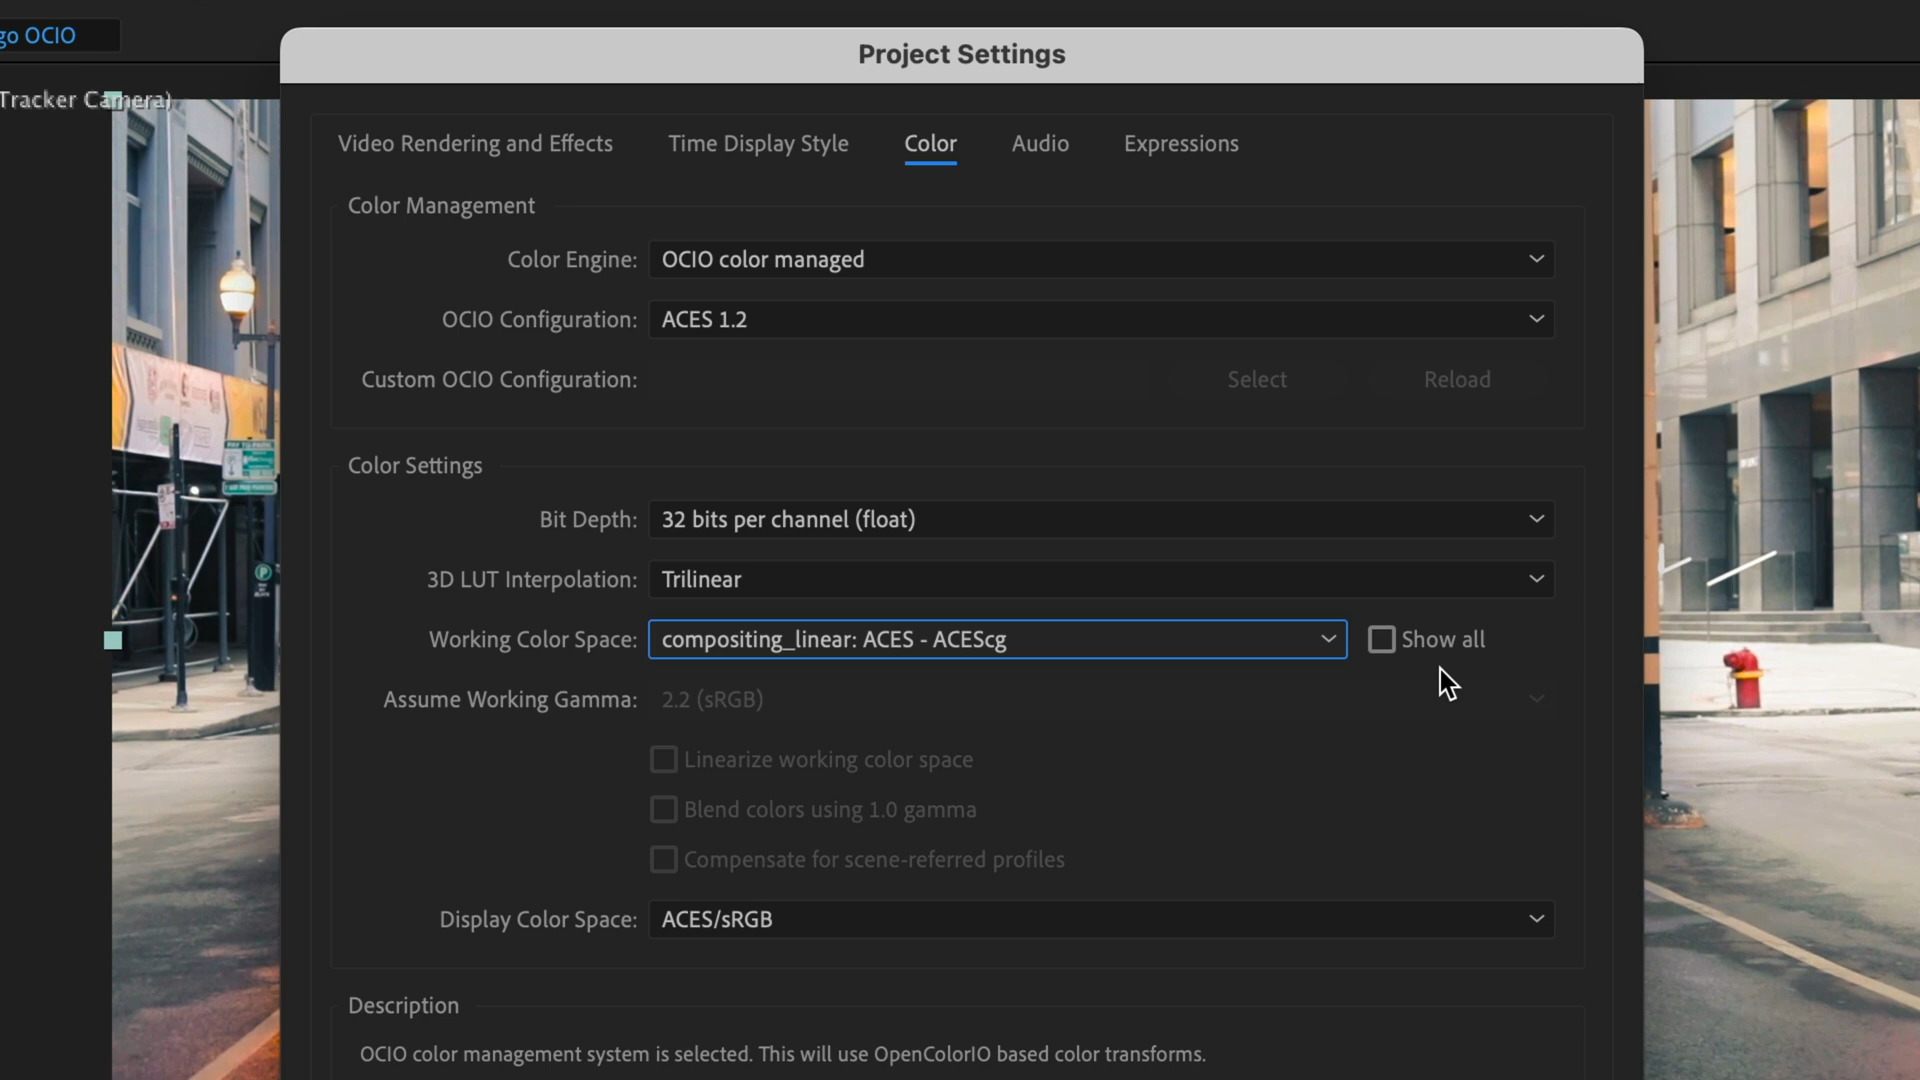 go OCIO
Project Settings
Tracker Camera)
Video Rendering and Effects
Time Display Style
Color
Audio
Expressions
Color Management
Color Engine:
OCIO color managed
OCIO Configuration:
ACES 1.2
Custom OCIO Configuration:
Select
Reload
Color Settings
Bit Depth:
32 bits per channel (float)
3D LUT Interpolation:
Trilinear
Working Color Space:
compositing_linear: ACES - ACEScg
Show all
Assume Working Gamma:
2.2 (sRGB)
Linearize working color space
Blend colors using 1.0 gamma
Compensate for scene-referred profiles
Display Color Space:
ACES/sRGB
Description
OCIO color management system is selected. This will use OpenColorIO based color transforms.